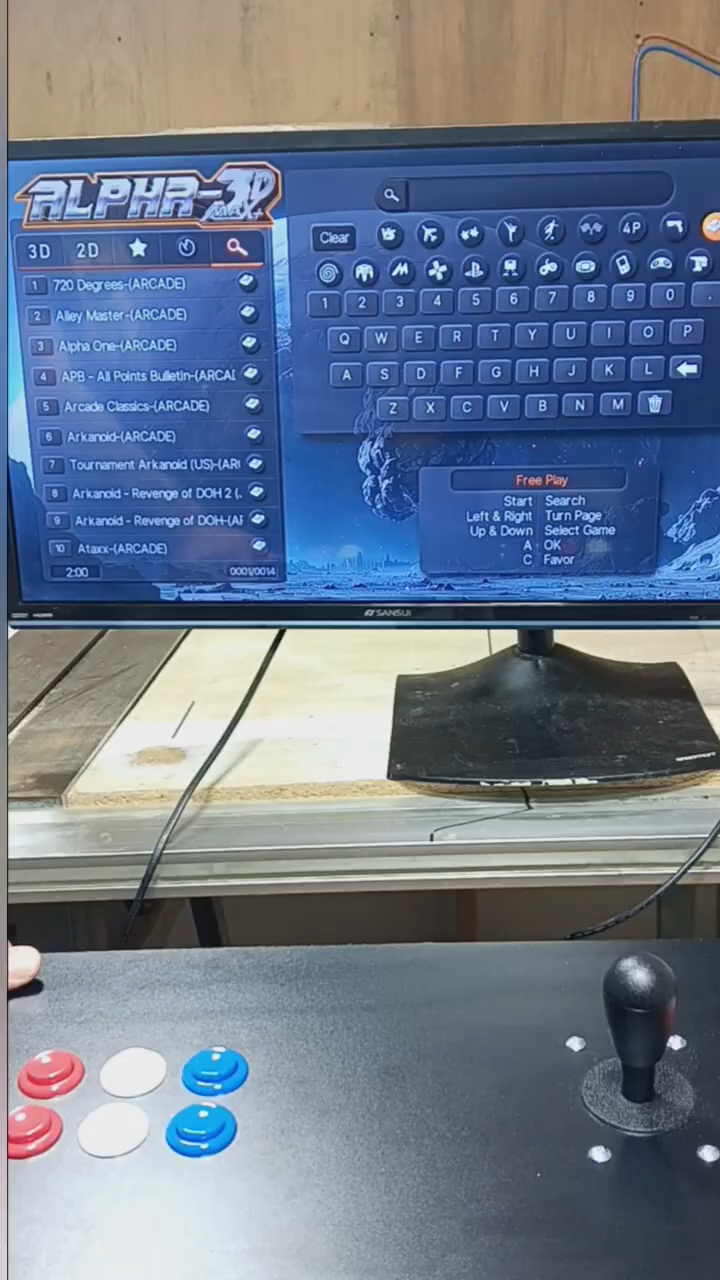 ALPHA-3D
MAX+
3D 2D
1 720 Degrees-(ARCADE)
2 Alley Master-(ARCADE)
3 Alpha One-(ARCADE)
4 APB - All Points Bulletin-(ARCAD
5 Arcade Classics-(ARCADE)
6 Arkanoid-(ARCADE)
7 Tournament Arkanoid (US)-(AR
8 Arkanoid - Revenge of DOH 2 (.
9 Arkanoid - Revenge of DOH-(AR
10 Ataxx-(ARCADE)
2:00 0001/0014
Clear VS 4P
1 2 3 4 5 6 7 8 9 0 .
Q W E R T Y U I O P
A S D F G H J K L
Z X C V B N M
Free Play
Start Search
Left & Right Turn Page
Up & Down Select Game
A OK
C Favor
HDMI
SANSUI